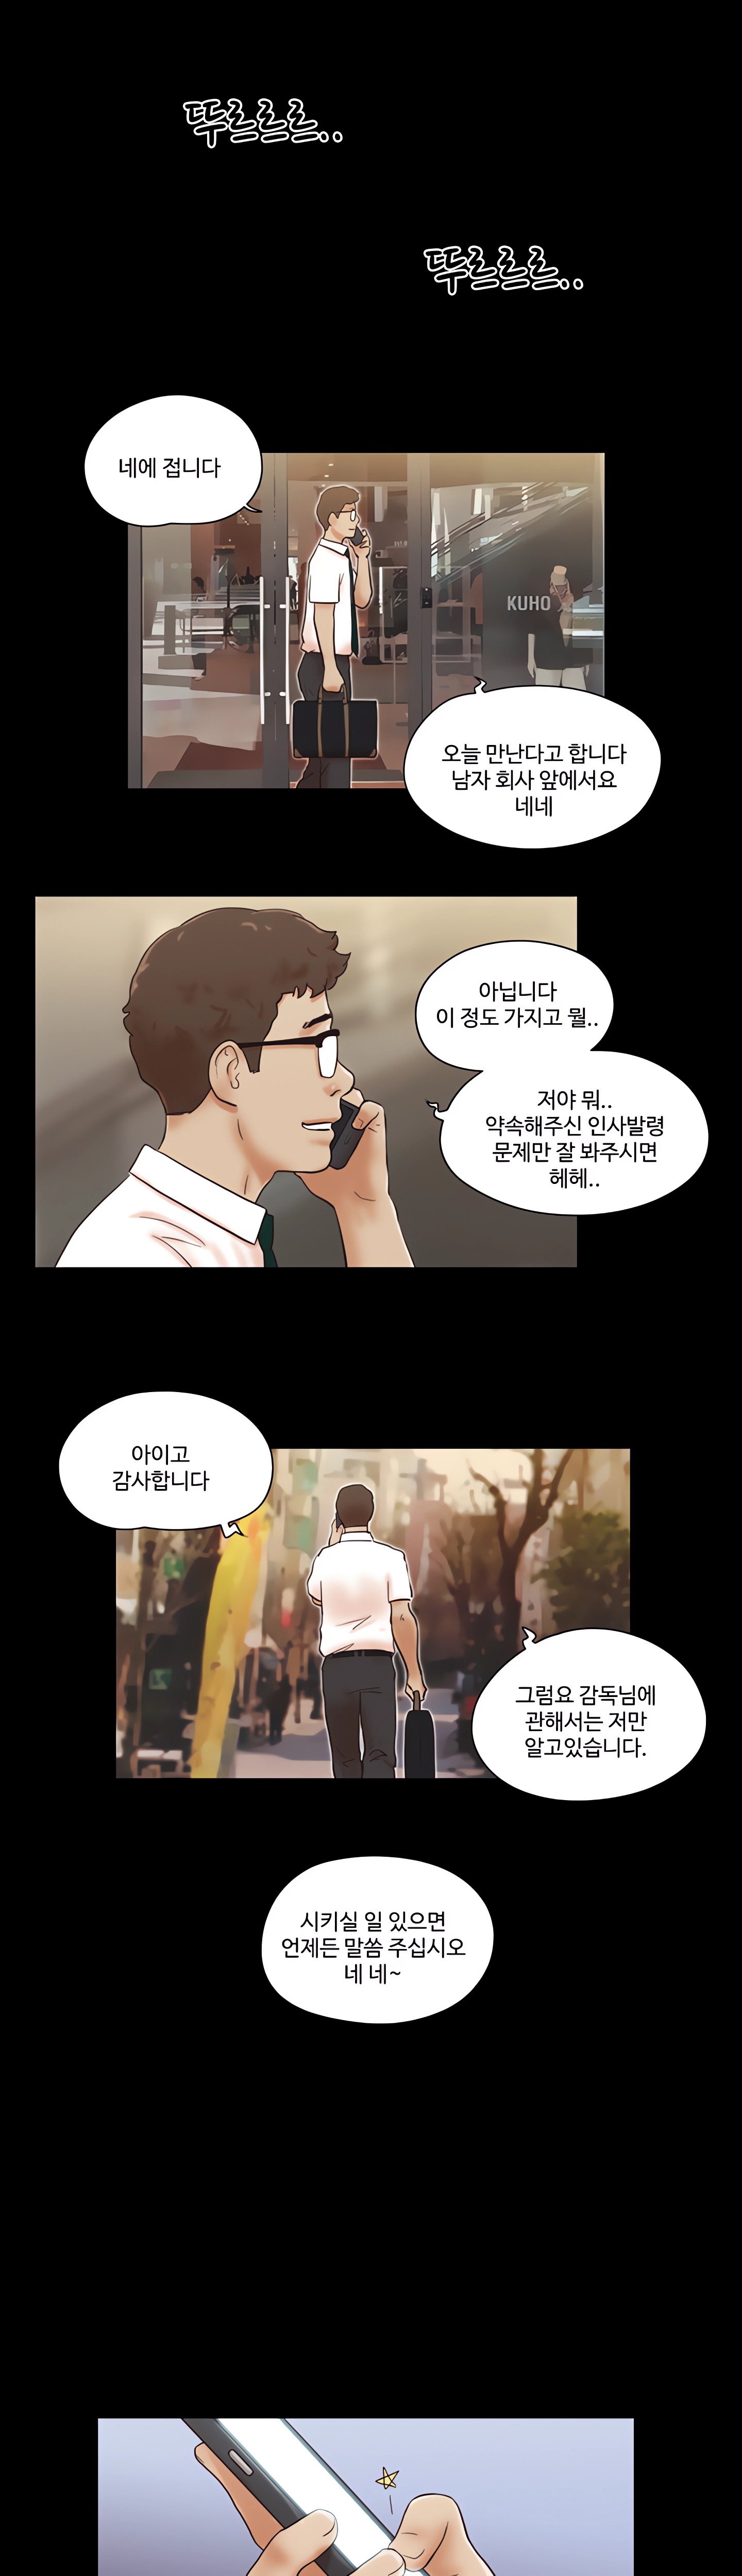 뚜르르르..
뚜르르르..
네에 접니다
KUHO
오늘 만난다고 합니다
남자 회사 앞에서요
네네
아닙니다
이 정도 가지고 뭘..
저야 뭐..
약속해주신 인사발령
문제만 잘 봐주시면
헤헤..
아이고
감사합니다
그럼요 감독님에
관해서는 저만
알고있습니다.
시키실 일 있으면
언제든 말씀 주십시오
네 네~